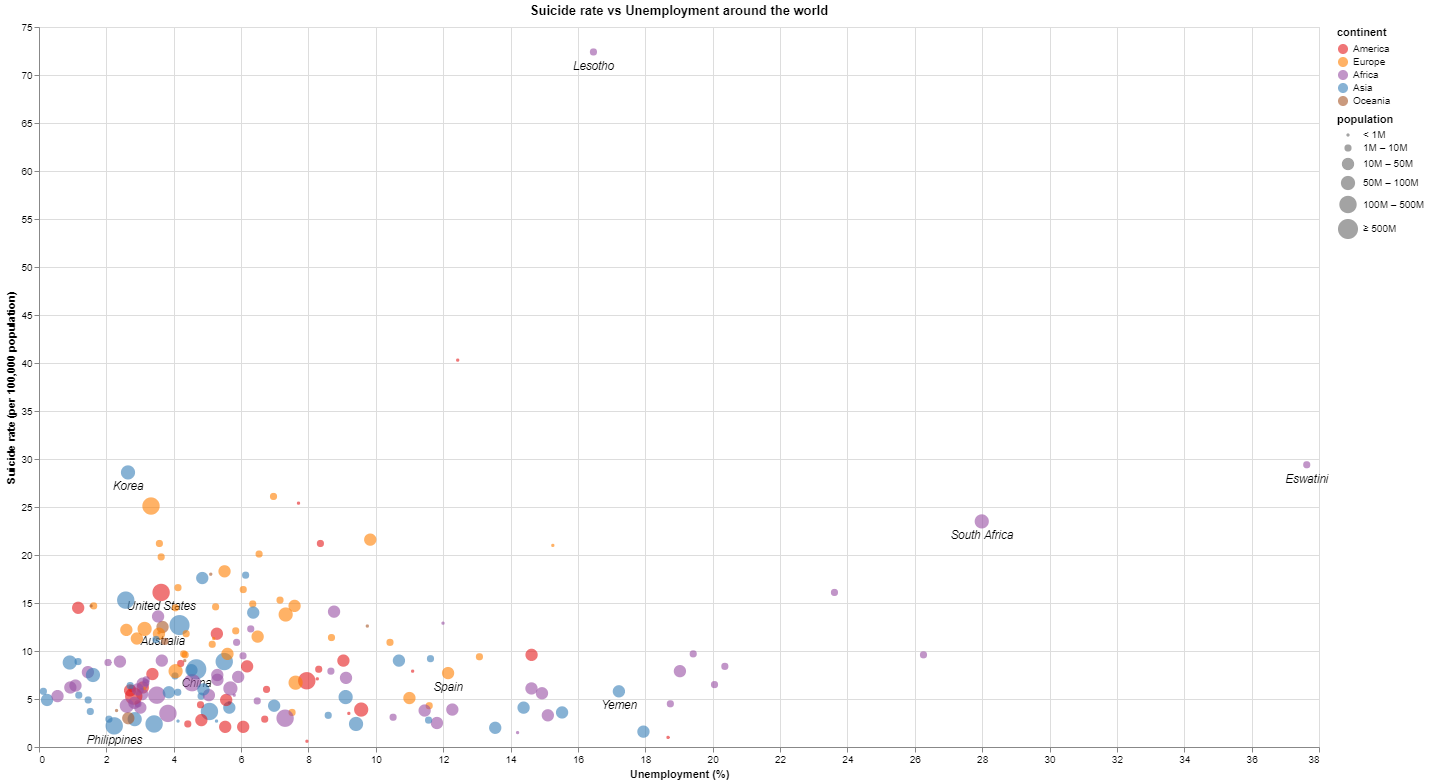 Suicide rate vs Unemployment around the world
75
70
65
60
55
50
45
40
35
30
25
20
15
10
5
0
Suicide rate (per 100,000 population)
Lesotho
Korea
Eswatini
South Africa
United States
Australia
China
Spain
Yemen
Philippines
0 2 4 6 8 10 12 14 16 18 20 22 24 26 28 30 32 34 36 38
Unemployment (%)
continent
America
Europe
Africa
Asia
Oceania
population
< 1M
1M – 10M
10M – 50M
50M – 100M
100M – 500M
≥ 500M